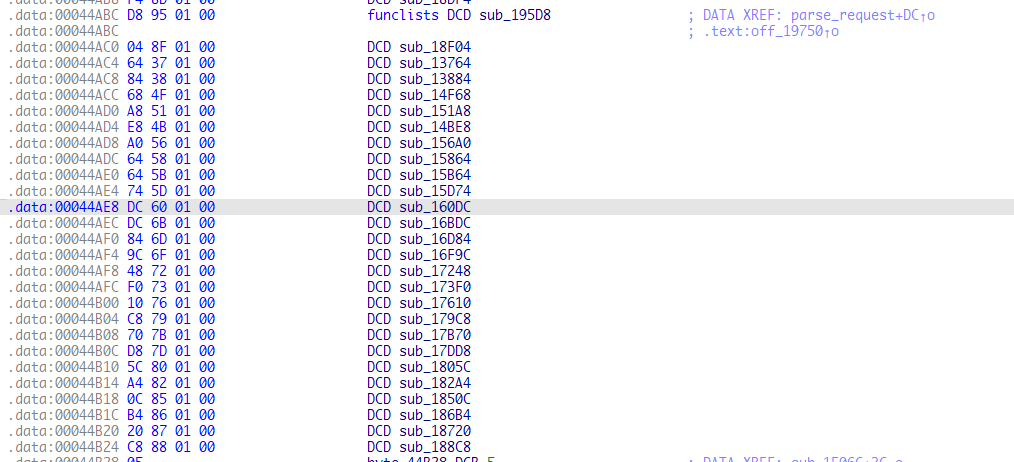 .data:00044AB8 F4 8D 01 00 DCD sub_18DF4
.data:00044ABC D8 95 01 00 funclists DCD sub_195D8 ; DATA XREF: parse_request+DC↑o
.data:00044ABC ; .text:off_19750↑o
.data:00044AC0 04 8F 01 00 DCD sub_18F04
.data:00044AC4 64 37 01 00 DCD sub_13764
.data:00044AC8 84 38 01 00 DCD sub_13884
.data:00044ACC 68 4F 01 00 DCD sub_14F68
.data:00044AD0 A8 51 01 00 DCD sub_151A8
.data:00044AD4 E8 4B 01 00 DCD sub_14BE8
.data:00044AD8 A0 56 01 00 DCD sub_156A0
.data:00044ADC 64 58 01 00 DCD sub_15864
.data:00044AE0 64 5B 01 00 DCD sub_15B64
.data:00044AE4 74 5D 01 00 DCD sub_15D74
.data:00044AE8 DC 60 01 00 DCD sub_160DC
.data:00044AEC DC 6B 01 00 DCD sub_16BDC
.data:00044AF0 84 6D 01 00 DCD sub_16D84
.data:00044AF4 9C 6F 01 00 DCD sub_16F9C
.data:00044AF8 48 72 01 00 DCD sub_17248
.data:00044AFC F0 73 01 00 DCD sub_173F0
.data:00044B00 10 76 01 00 DCD sub_17610
.data:00044B04 C8 79 01 00 DCD sub_179C8
.data:00044B08 70 7B 01 00 DCD sub_17B70
.data:00044B0C D8 7D 01 00 DCD sub_17DD8
.data:00044B10 5C 80 01 00 DCD sub_1805C
.data:00044B14 A4 82 01 00 DCD sub_182A4
.data:00044B18 0C 85 01 00 DCD sub_1850C
.data:00044B1C B4 86 01 00 DCD sub_186B4
.data:00044B20 20 87 01 00 DCD sub_18720
.data:00044B24 C8 88 01 00 DCD sub_188C8
.data:00044B28 05 byte_44B28 DCB 5 ; DATA XREF: